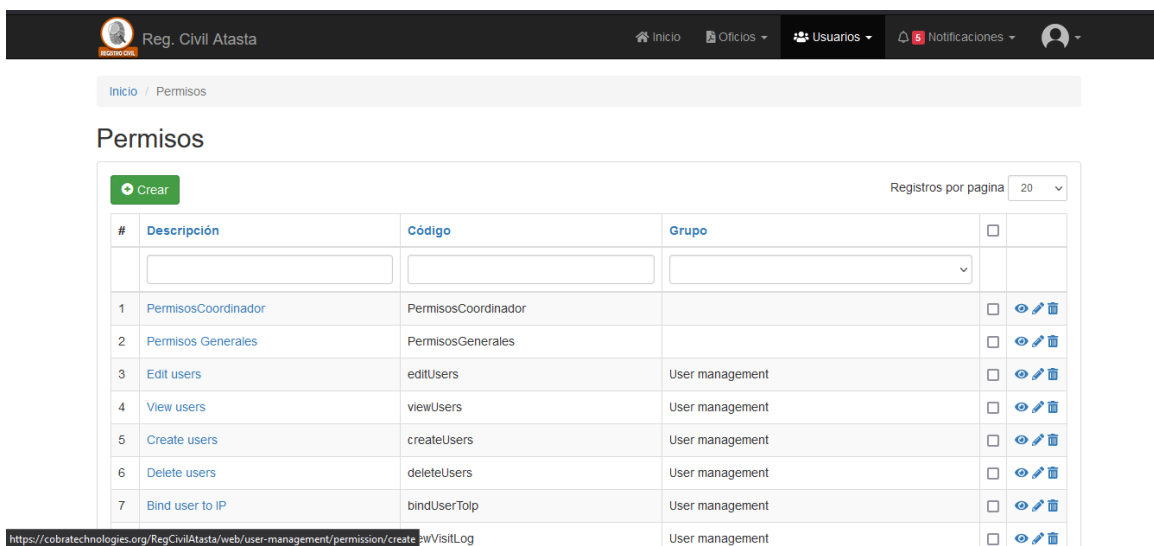 Reg. Civil Atasta
REGISTRO CIVIL
Inicio
Oficios
Usuarios
5 Notificaciones
Inicio / Permisos
Permisos
Crear
Registros por pagina 20
# Descripción Código Grupo
1 PermisosCoordinador PermisosCoordinador
2 Permisos Generales PermisosGenerales
3 Edit users editUsers User management
4 View users viewUsers User management
5 Create users createUsers User management
6 Delete users deleteUsers User management
7 Bind user to IP bindUserToIp User management
ewVisitLog User management
https://cobratechnologies.org/RegCivilAtasta/web/user-management/permission/create